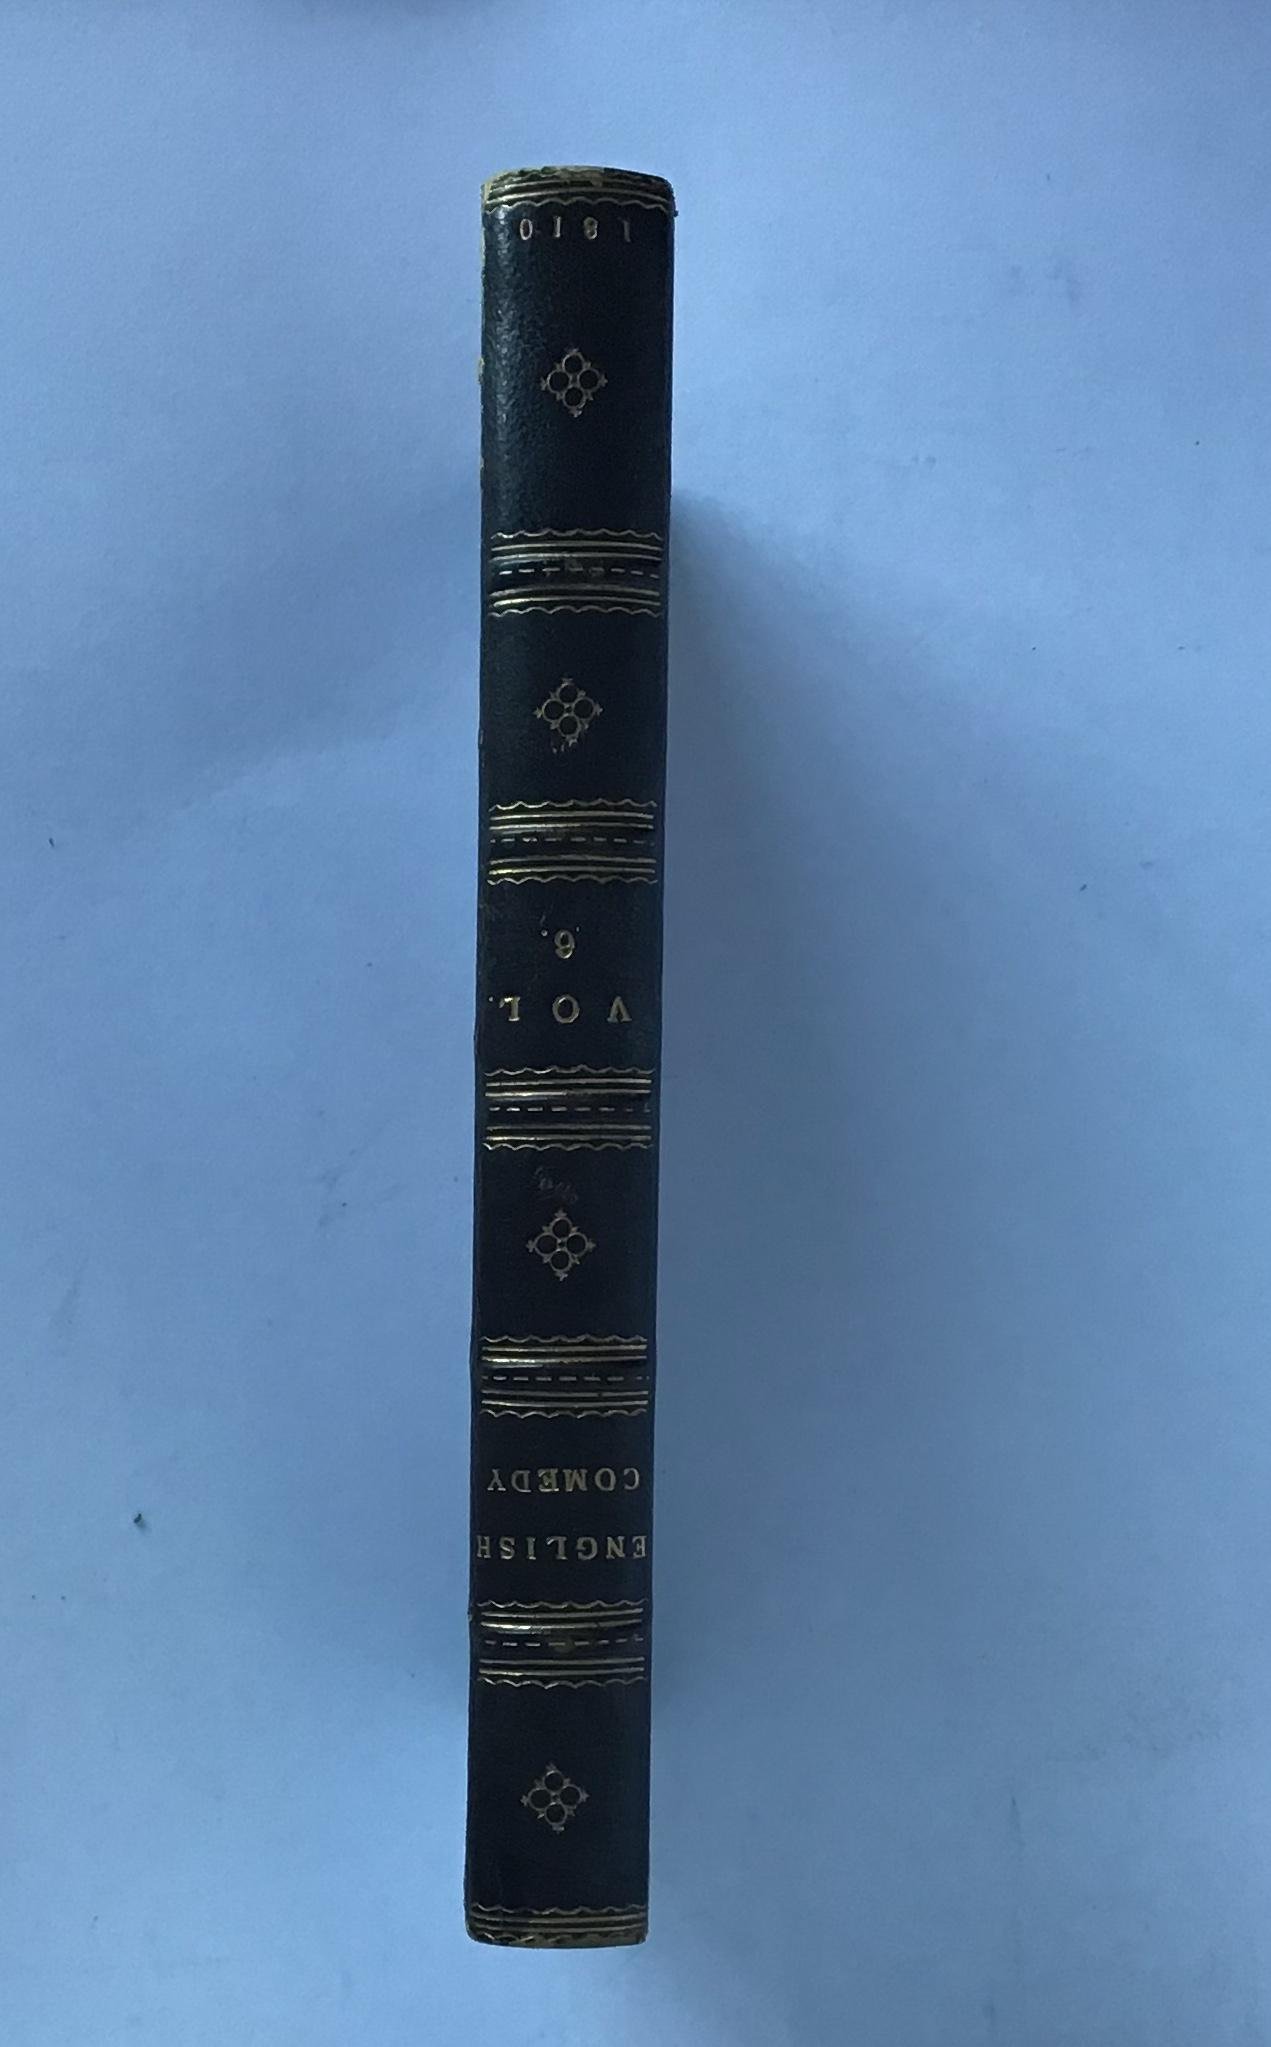 ENGLISH
COMEDY
VOL.
6.
1810